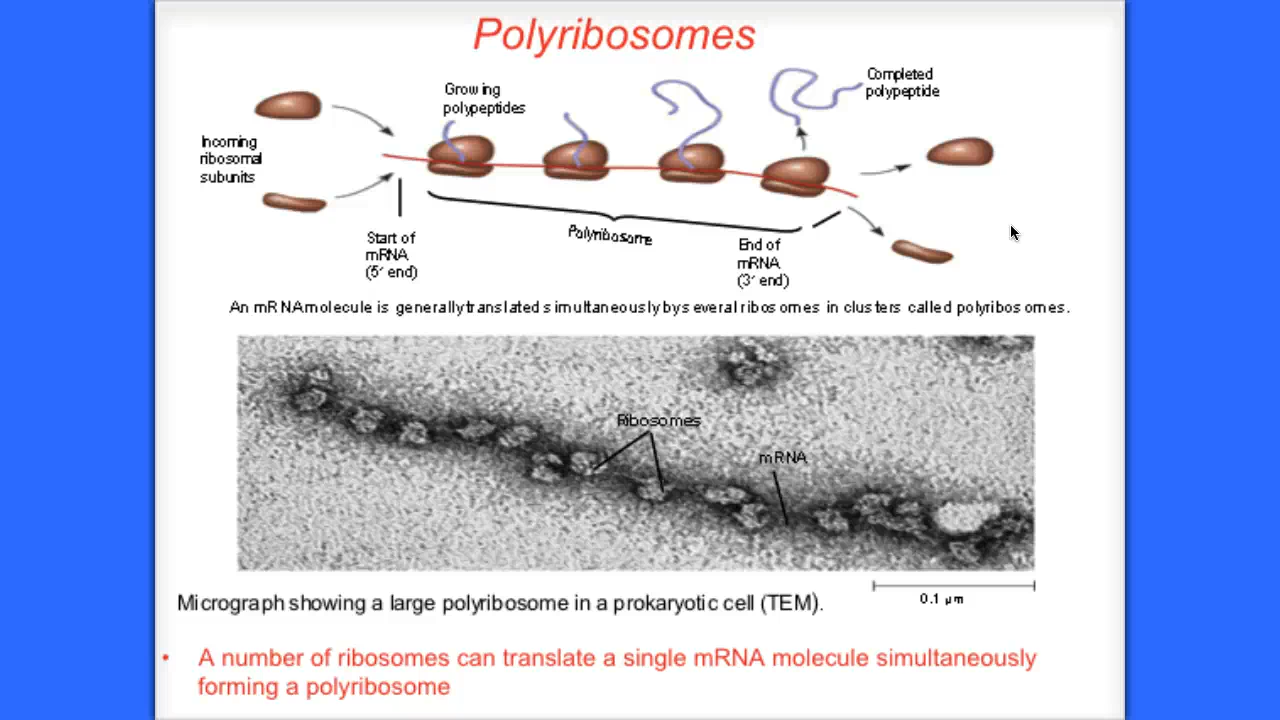 Polyribosomes
Growing
polypeptides
Completed
polypeptide
Incoming
ribosomal
subunits
Start of
mRNA
(5′ end)
Polyribosome
End of
mRNA
(3′ end)
An mRNA molecule is generally translated simultaneously by several ribosomes in clusters called polyribosomes.
Ribosomes
mRNA
0.1 µm
Micrograph showing a large polyribosome in a prokaryotic cell (TEM).
• A number of ribosomes can translate a single mRNA molecule simultaneously
forming a polyribosome